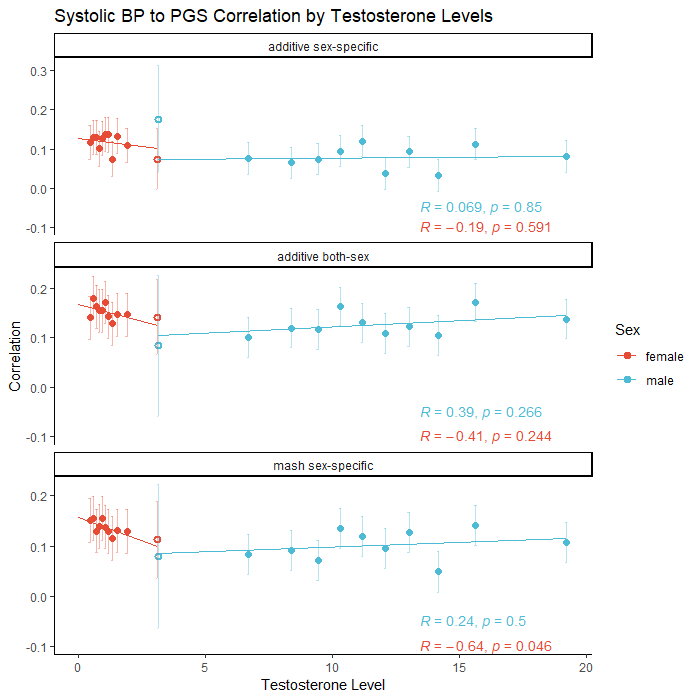 Systolic BP to PGS Correlation by Testosterone Levels
additive sex-specific
0.3
0.2
0.1
0.0
-0.1
R = 0.069, p = 0.85
R = −0.19, p = 0.591
additive both-sex
0.2
0.1
0.0
-0.1
R = 0.39, p = 0.266
R = −0.41, p = 0.244
mash sex-specific
0.2
0.1
0.0
-0.1
R = 0.24, p = 0.5
R = −0.64, p = 0.046
0 5 10 15 20
Testosterone Level
Correlation
Sex
female
male